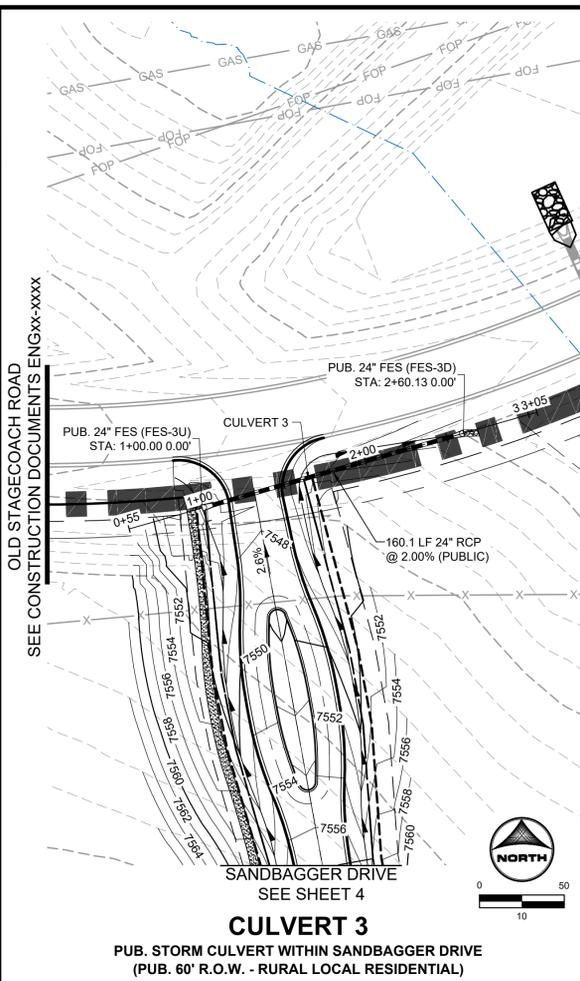 GAS GAS GAS GAS
GAS GAS
FOP FOP FOP
FOP FOP FOP
FOP FOP
OLD STAGECOACH ROAD
SEE CONSTRUCTION DOCUMENTS ENGxx-xxxx
PUB. 24" FES (FES-3D)
STA: 2+60.13 0.00'
CULVERT 3
PUB. 24" FES (FES-3U)
STA: 1+00.00 0.00'
3+05
2+00
1+00
0+55
160.1 LF 24" RCP
@ 2.00% (PUBLIC)
7548
2.6%
X X X X X
7552
7554
7556
7558
7560
7562
7564
7550
7552
7554
7556
7552
7554
7556
7558
7560
NORTH
0 50
10
SANDBAGGER DRIVE
SEE SHEET 4
CULVERT 3
PUB. STORM CULVERT WITHIN SANDBAGGER DRIVE
(PUB. 60' R.O.W. - RURAL LOCAL RESIDENTIAL)